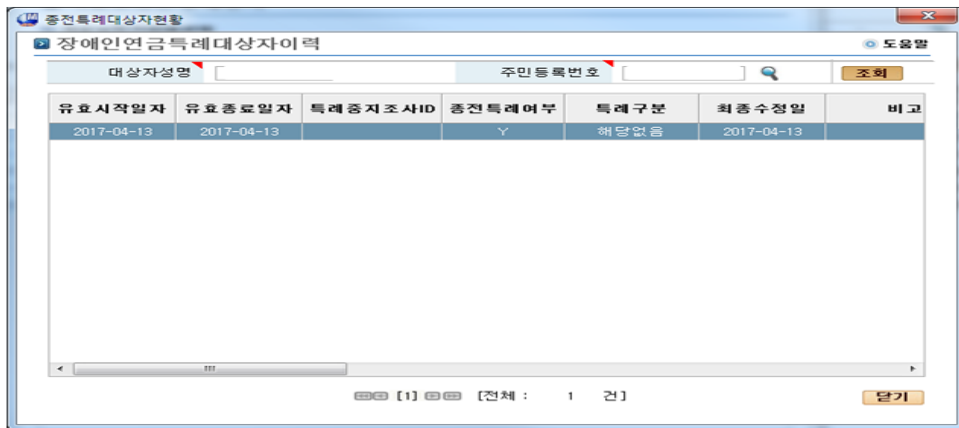 종전특례대상자현황
장애인연금특례대상자이력
도움말
대상자성명 주민등록번호 조회
유효시작일자 유효종료일자 특례중지조사ID 종전특례여부 특례구분 최종수정일 비고
2017-04-13 2017-04-13 Y 해당없음 2017-04-13
[1] [전체 : 1 건]
닫기